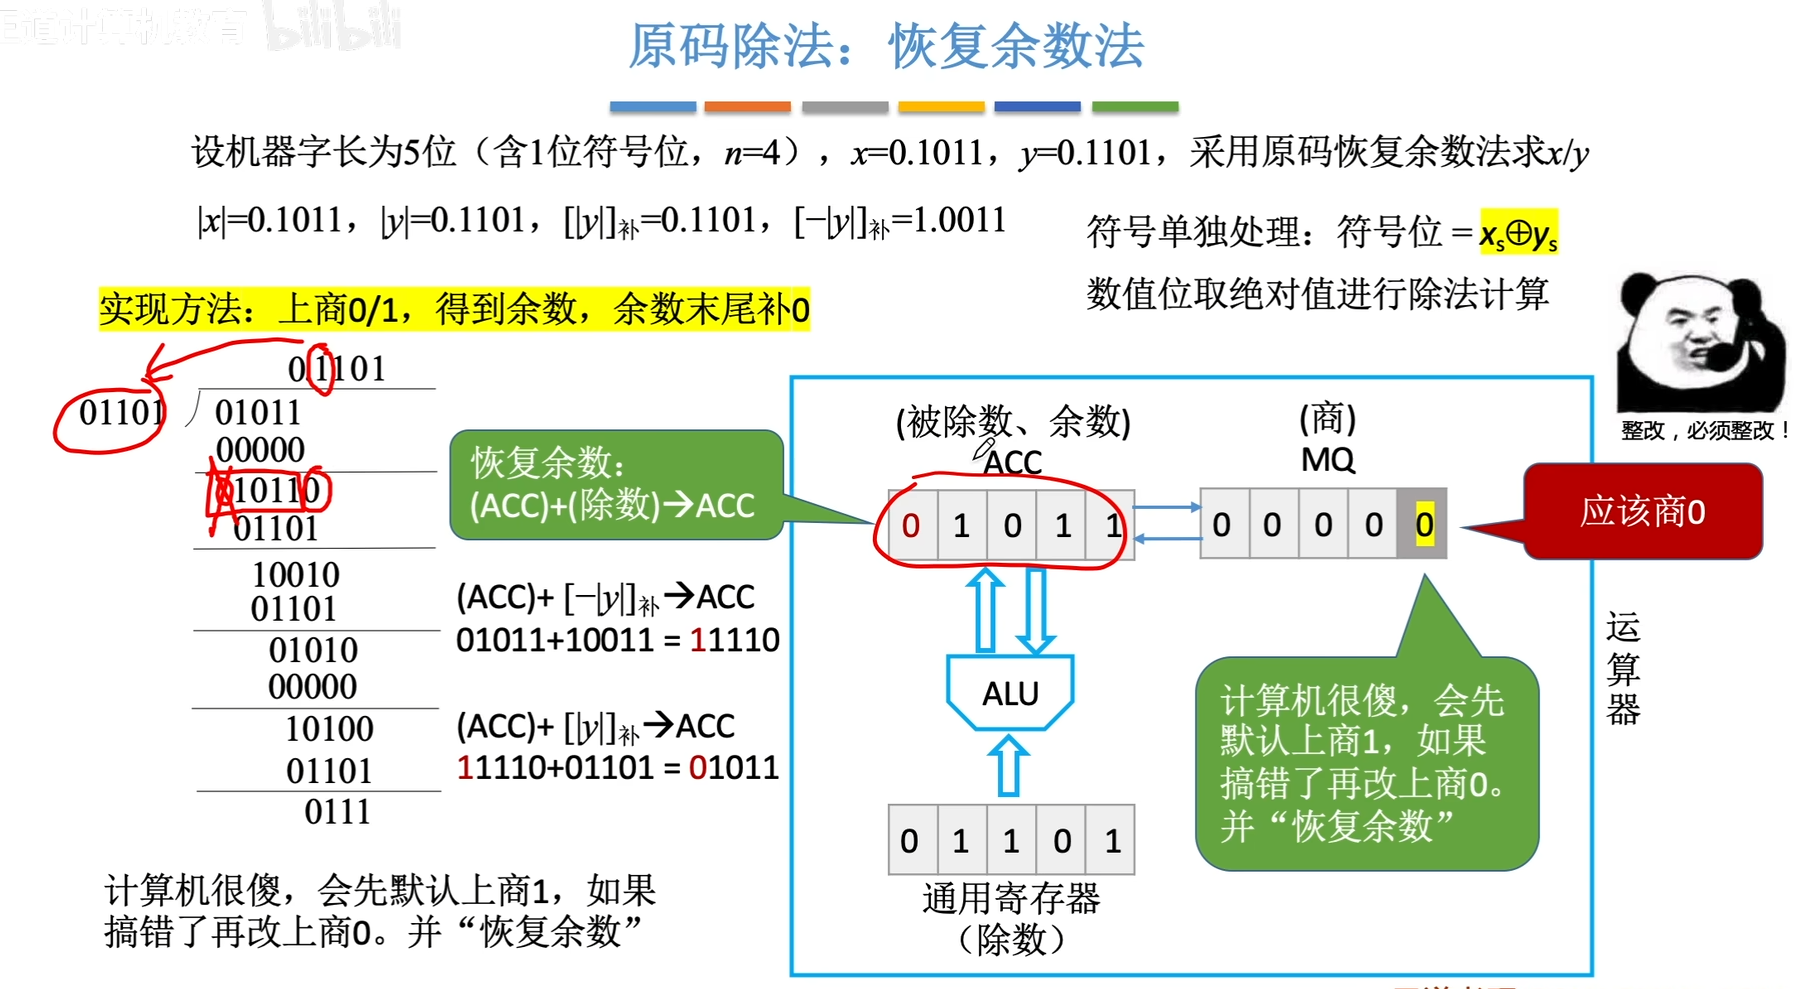 王道计算机教育 bilibili
原码除法：恢复余数法
设机器字长为5位（含1位符号位，n=4），x=0.1011，y=0.1101，采用原码恢复余数法求x/y
|x|=0.1011，|y|=0.1101，[|y|]补=0.1101，[−|y|]补=1.0011
符号单独处理：符号位 = xs⊕ys
数值位取绝对值进行除法计算
实现方法：上商0/1，得到余数，余数末尾补0
0.1101
01101
01011
00000
10110
01101
10010
01101
01010
00000
10100
01101
0111
恢复余数：
(ACC)+(除数)→ACC
(ACC)+ [−|y|]补→ACC
01011+10011 = 11110
(ACC)+ [|y|]补→ACC
11110+01101 = 01011
计算机很傻，会先默认上商1，如果
搞错了再改上商0。并“恢复余数”
(被除数、余数)
ACC
0 1 0 1 1
(商)
MQ
0 0 0 0 0
应该商0
ALU
0 1 1 0 1
通用寄存器
（除数）
计算机很傻，会先
默认上商1，如果
搞错了再改上商0。
并“恢复余数”
运
算
器
整改，必须整改！